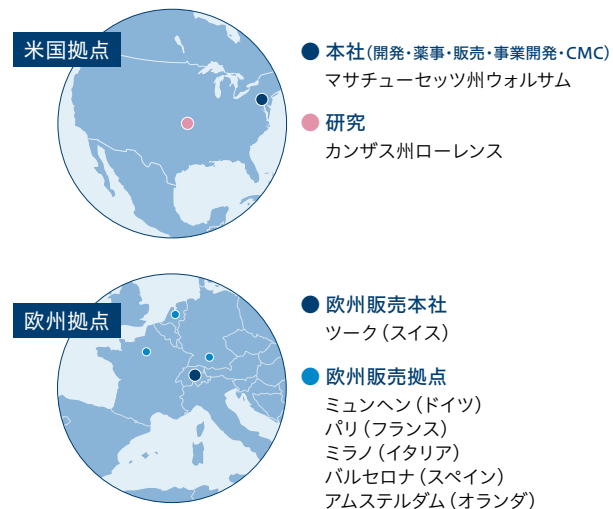 米国拠点
本社(開発・薬事・販売・事業開発・CMC)
マサチューセッツ州ウォルサム
研究
カンザス州ローレンス
欧州拠点
欧州販売本社
ツーク(スイス)
欧州販売拠点
ミュンヘン(ドイツ)
パリ(フランス)
ミラノ(イタリア)
バルセロナ(スペイン)
アムステルダム(オランダ)